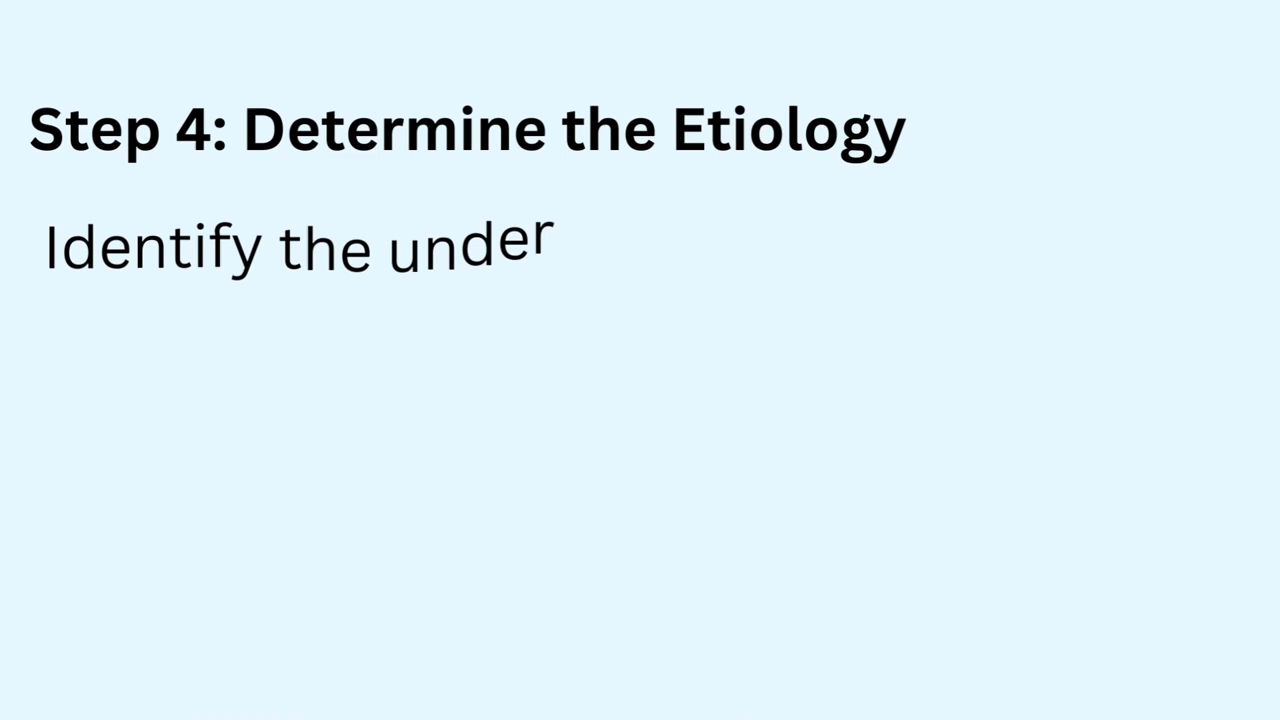 Step 4: Determine the Etiology
Identify the under